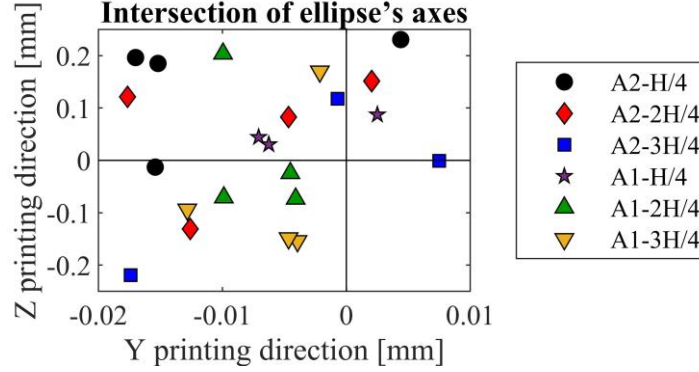 Intersection of ellipse's axes
Z printing direction [mm]
0.2
0.1
0
-0.1
-0.2
-0.02
-0.01
0
0.01
Y printing direction [mm]
A2-H/4
A2-2H/4
A2-3H/4
A1-H/4
A1-2H/4
A1-3H/4